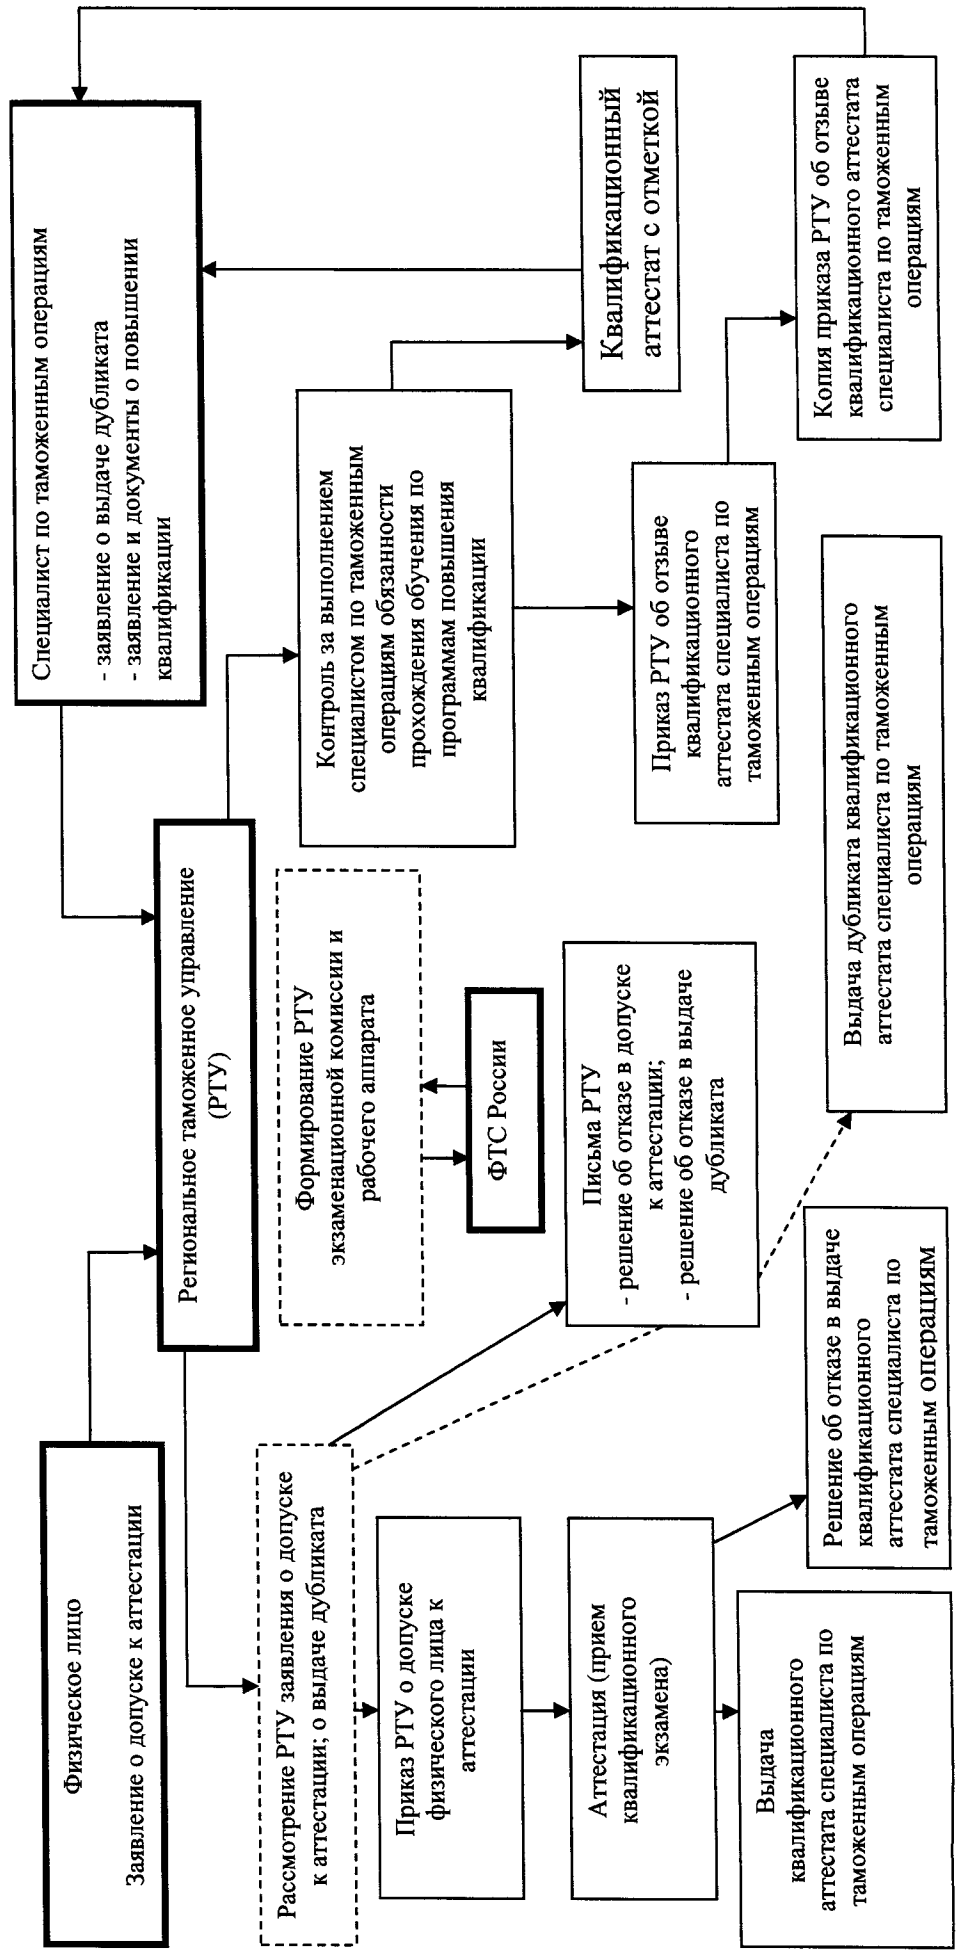 Физическое лицо
Заявление о допуске к аттестации
Специалист по таможенным операциям
- заявление о выдаче дубликата
- заявление и документы о повышении
квалификации
Региональное таможенное управление
(РТУ)
Рассмотрение РТУ заявления о допуске
к аттестации; о выдаче дубликата
Формирование РТУ
экзаменационной комиссии и
рабочего аппарата
Контроль за выполнением
специалистом по таможенным
операциям обязанности
прохождения обучения по
программам повышения
квалификации
Приказ РТУ о допуске
физического лица к
аттестации
ФТС России
Аттестация (прием
квалификационного
экзамена)
Письма РТУ
- решение об отказе в допуске
к аттестации;
- решение об отказе в выдаче
дубликата
Приказ РТУ об отзыве
квалификационного
аттестата специалиста по
таможенным операциям
Квалификационный
аттестат с отметкой
Выдача
квалификационного
аттестата специалиста по
таможенным операциям
Решение об отказе в выдаче
квалификационного
аттестата специалиста по
таможенным операциям
Выдача дубликата квалификационного
аттестата специалиста по таможенным
операциям
Копия приказа РТУ об отзыве
квалификационного аттестата
специалиста по таможенным
операциям